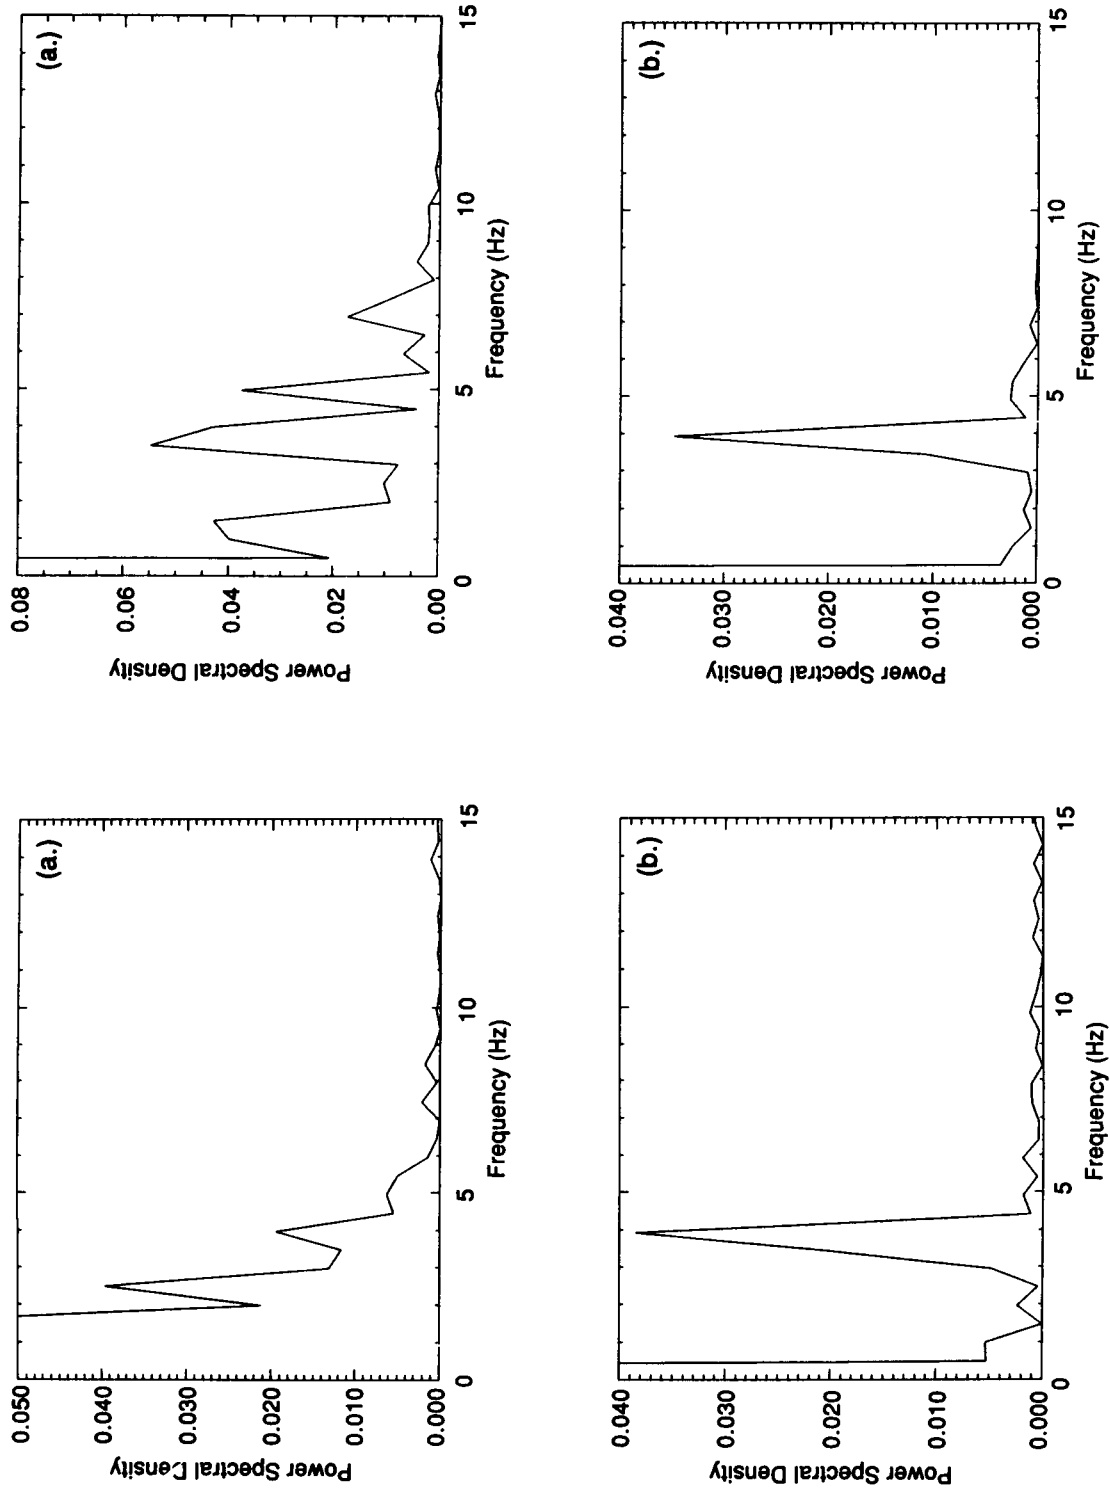 (a.)
0.050
0.040
0.030
0.020
0.010
0.000
Power Spectral Density
0 5 10 15
Frequency (Hz)
(a.)
0.08
0.06
0.04
0.02
0.00
Power Spectral Density
0 5 10 15
Frequency (Hz)
(b.)
0.040
0.030
0.020
0.010
0.000
Power Spectral Density
0 5 10 15
Frequency (Hz)
(b.)
0.040
0.030
0.020
0.010
0.000
Power Spectral Density
0 5 10 15
Frequency (Hz)